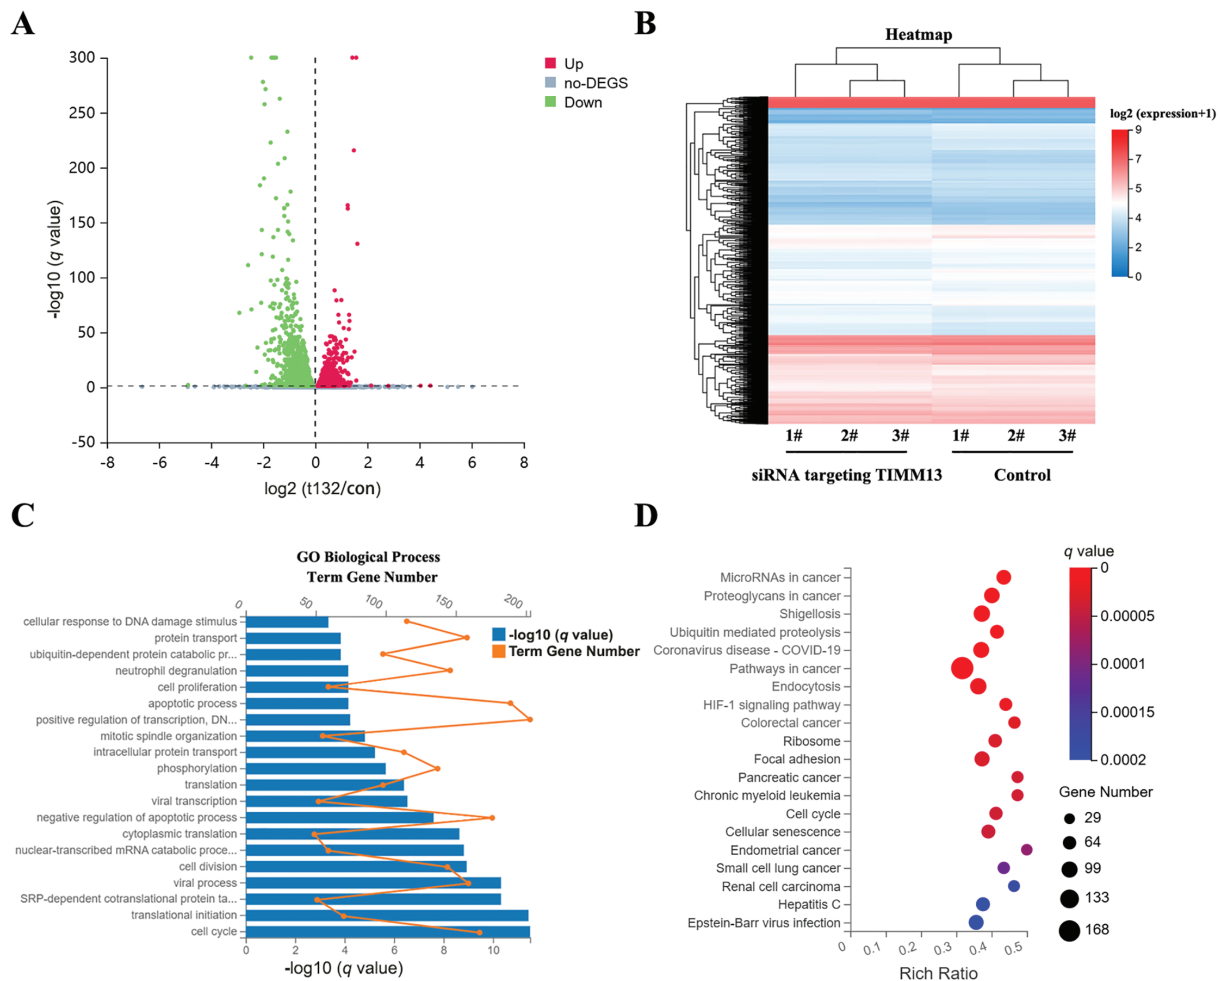 A
300
250
200
150
100
50
0
-50
-8
-6
-4
-2
0
2
4
6
8
-log10 (q value)
log2 (t132/con)
Up
no-DEGS
Down
B
Heatmap
log2 (expression+1)
9
7
5
4
2
0
1#
2#
3#
1#
2#
3#
siRNA targeting TIMM13
Control
C
GO Biological Process
Term Gene Number
0
50
100
150
200
-log10 (q value)
Term Gene Number
cellular response to DNA damage stimulus
protein transport
ubiquitin-dependent protein catabolic pr...
neutrophil degranulation
cell proliferation
apoptotic process
positive regulation of transcription, DN...
mitotic spindle organization
intracellular protein transport
phosphorylation
translation
viral transcription
negative regulation of apoptotic process
cytoplasmic translation
nuclear-transcribed mRNA catabolic proce...
cell division
viral process
SRP-dependent cotranslational protein ta...
translational initiation
cell cycle
0
2
4
6
8
10
-log10 (q value)
D
MicroRNAs in cancer
Proteoglycans in cancer
Shigellosis
Ubiquitin mediated proteolysis
Coronavirus disease - COVID-19
Pathways in cancer
Endocytosis
HIF-1 signaling pathway
Colorectal cancer
Ribosome
Focal adhesion
Pancreatic cancer
Chronic myeloid leukemia
Cell cycle
Cellular senescence
Endometrial cancer
Small cell lung cancer
Renal cell carcinoma
Hepatitis C
Epstein-Barr virus infection
0
0.1
0.2
0.3
0.4
0.5
Rich Ratio
q value
0
0.00005
0.0001
0.00015
0.0002
Gene Number
29
64
99
133
168